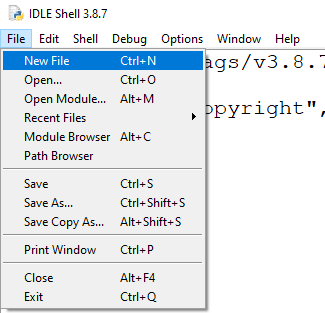 IDLE Shell 3.8.7
File Edit Shell Debug Options Window Help
New File Ctrl+N
ags/v3.8.7
Open... Ctrl+O
Open Module... Alt+M
opyright",
Recent Files
Module Browser Alt+C
Path Browser
Save Ctrl+S
Save As... Ctrl+Shift+S
Save Copy As... Alt+Shift+S
Print Window Ctrl+P
Close Alt+F4
Exit Ctrl+Q